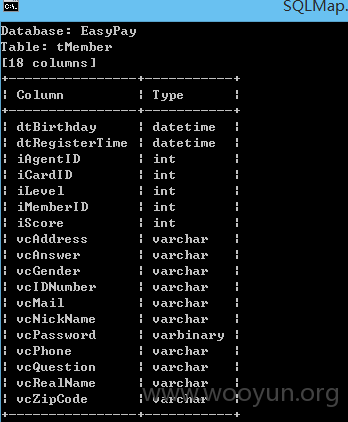 SQLMap.
Database: EasyPay
Table: tMember
[18 columns]
+----------------+-----------+
| Column | Type |
+----------------+-----------+
| dtBirthday | datetime |
| dtRegisterTime | datetime |
| iAgentID | int |
| iCardID | int |
| iLevel | int |
| iMemberID | int |
| iScore | int |
| vcAddress | varchar |
| vcAnswer | varchar |
| vcGender | varchar |
| vcIDNumber | varchar |
| vcMail | varchar |
| vcNickName | varchar |
| vcPassword | varbinary |
| vcPhone | varchar |
| vcQuestion | varchar |
| vcRealName | varchar |
| vcZipCode | varchar |
+----------------+-----------+
www.wooyun.org